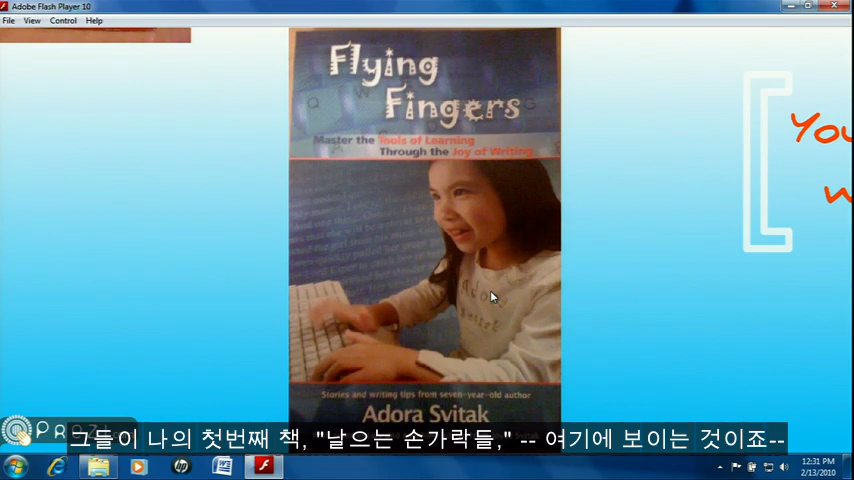 Adobe Flash Player 10
File View Control Help
Flying
Fingers
Master the Tools of Learning
Through the Joy of Writing
You
Adora
Svitak
Stories and writing tips from seven-year-old author
Adora Svitak
그들이 나의 첫번째 책, "날으는 손가락들," -- 여기에 보이는 것이죠--
12:31 PM
2/13/2010